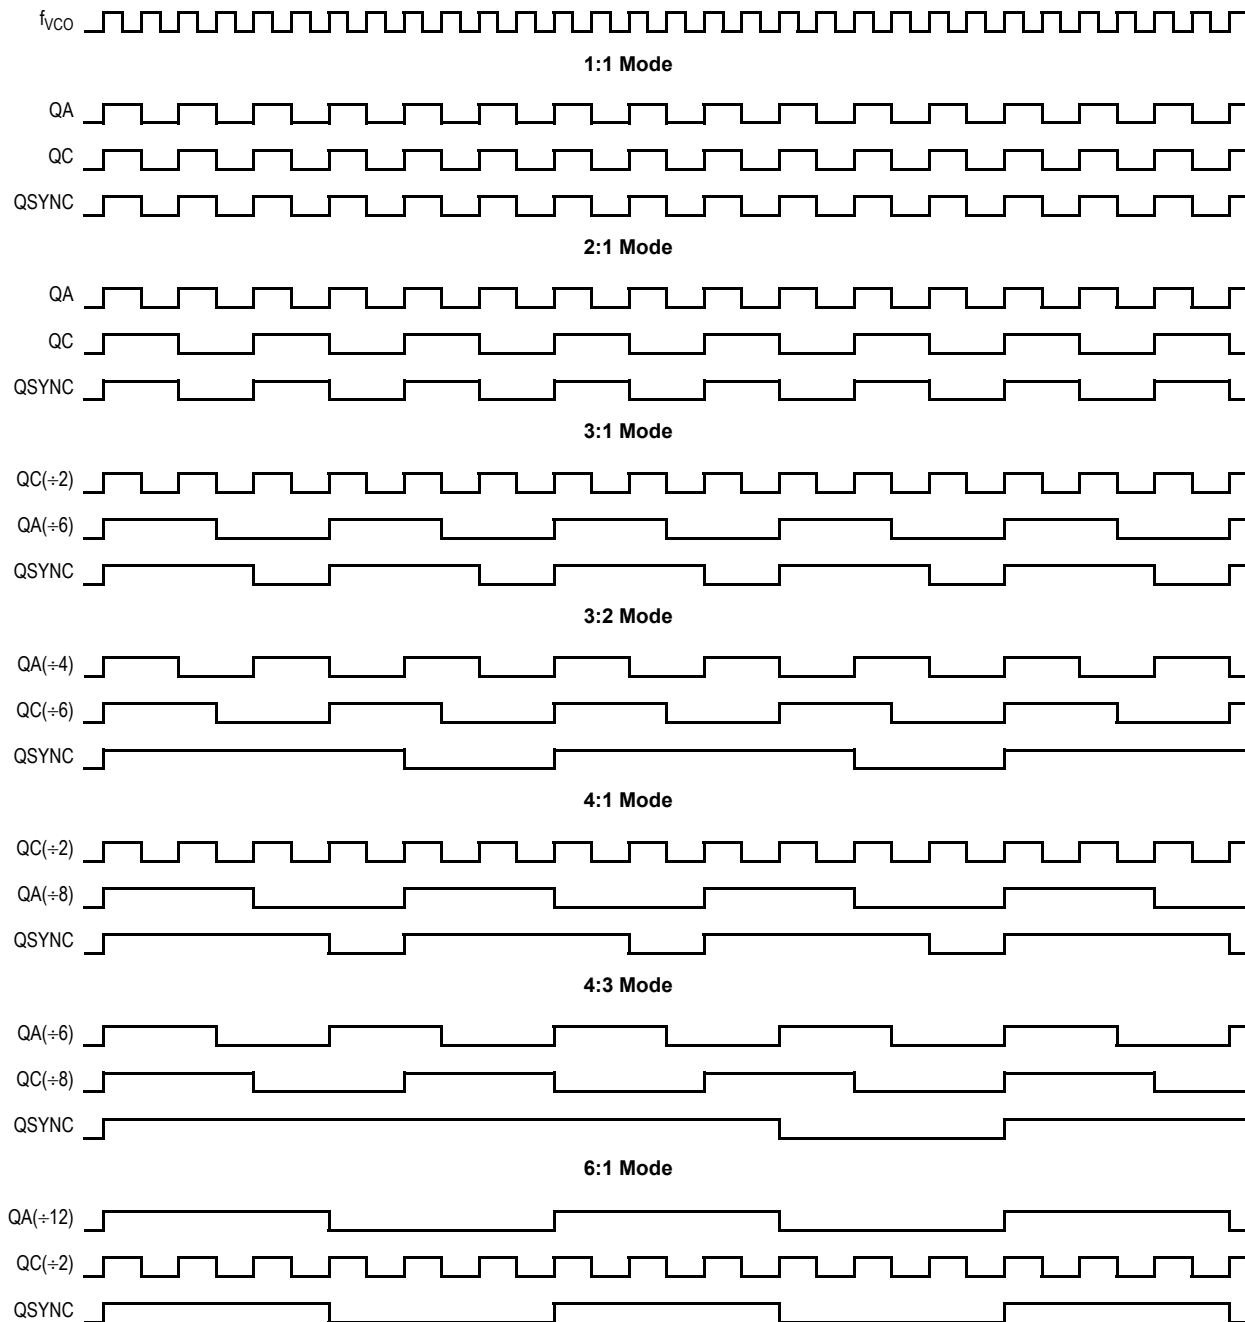 fVCO
1:1 Mode
QA
QC
QSYNC
2:1 Mode
QA
QC
QSYNC
3:1 Mode
QC(÷2)
QA(÷6)
QSYNC
3:2 Mode
QA(÷4)
QC(÷6)
QSYNC
4:1 Mode
QC(÷2)
QA(÷8)
QSYNC
4:3 Mode
QA(÷6)
QC(÷8)
QSYNC
6:1 Mode
QA(÷12)
QC(÷2)
QSYNC